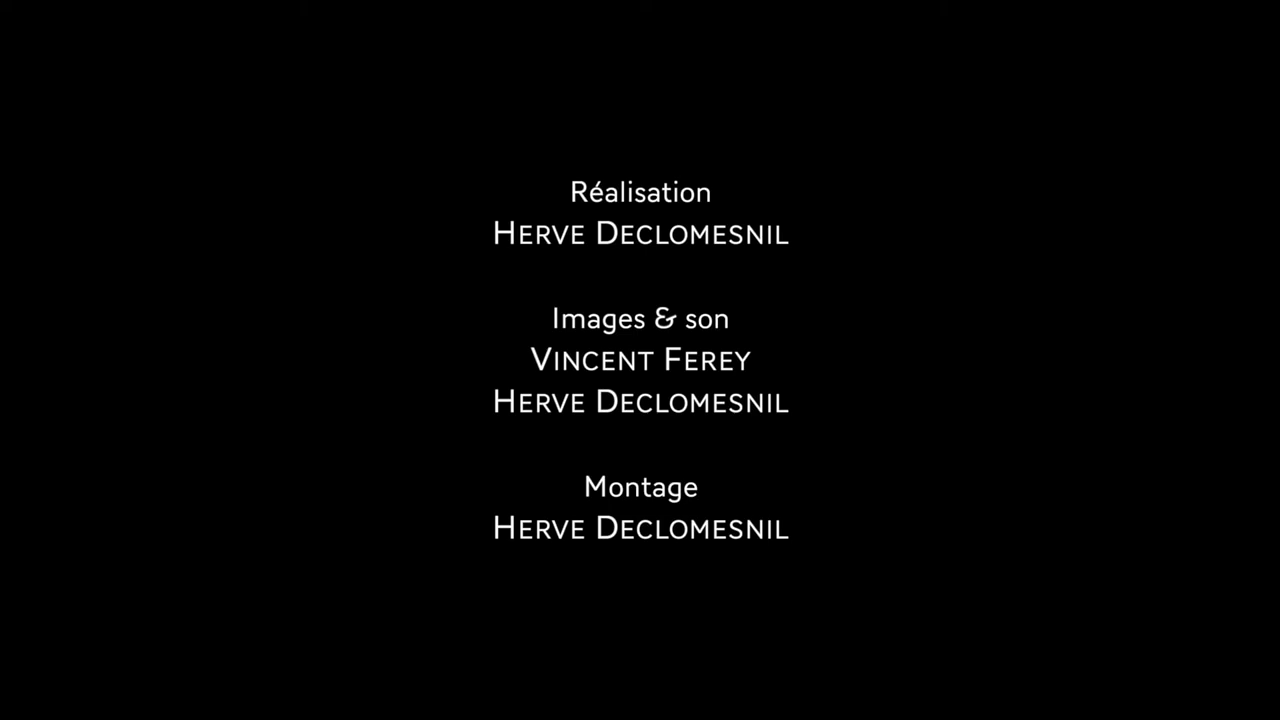 Réalisation
HERVE DECLOMESNIL
Images & son
VINCENT FEREY
HERVE DECLOMESNIL
Montage
HERVE DECLOMESNIL